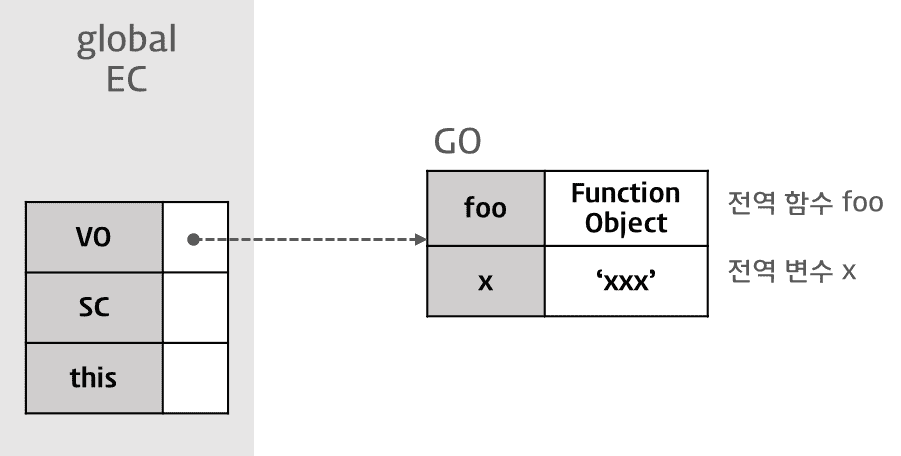 global
EC
VO
SC
this
GO
foo
Function
Object
전역 함수 foo
x
‘xxx’
전역 변수 x